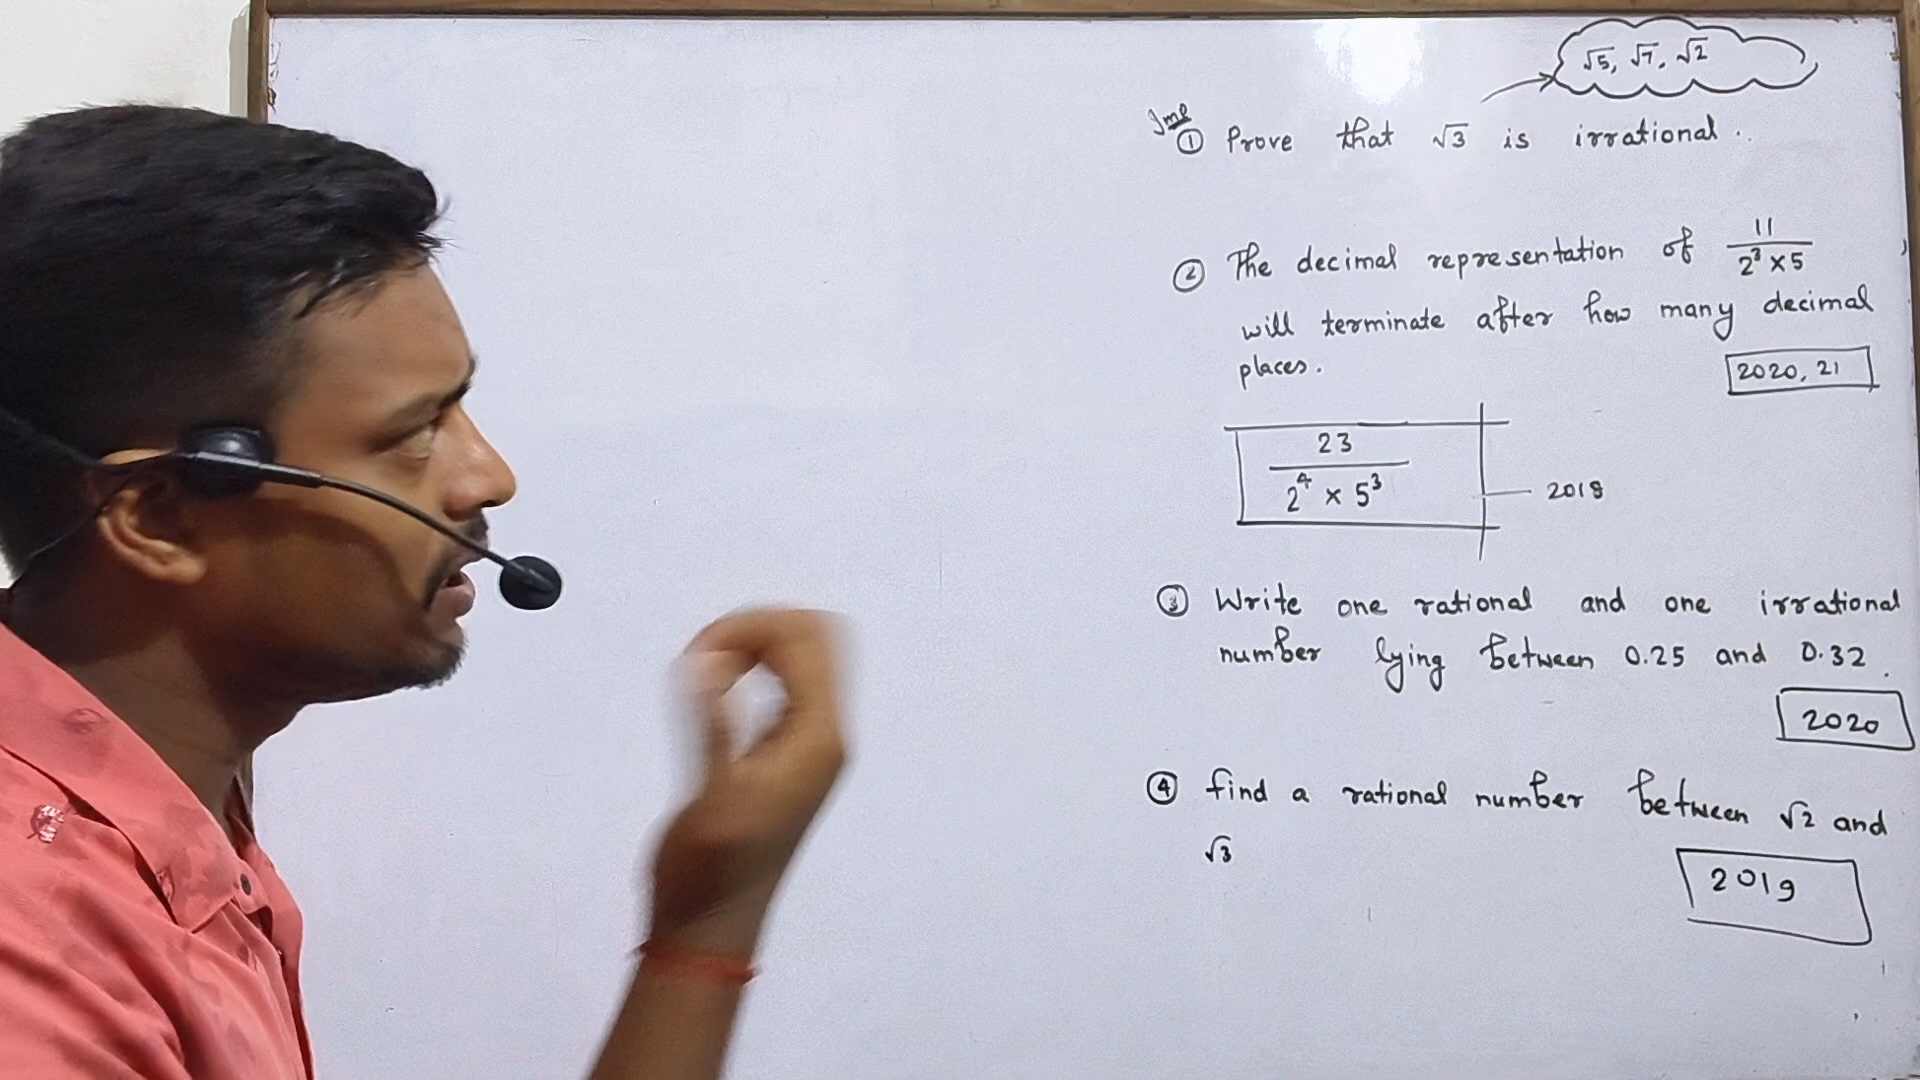 √5, √7, √2
Imp
① Prove that √3 is irrational.
② The decimal representation of 11/(2³ × 5)
will terminate after how many decimal
places.
2020, 21
23/(2⁴ × 5³)
2018
③ Write one rational and one irrational
number lying between 0.25 and 0.32.
2020
④ find a rational number between √2 and
√3
2019